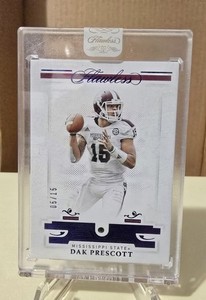 Flawless
Flawless
15
05/15
MISSISSIPPI STATE
DAK PRESCOTT